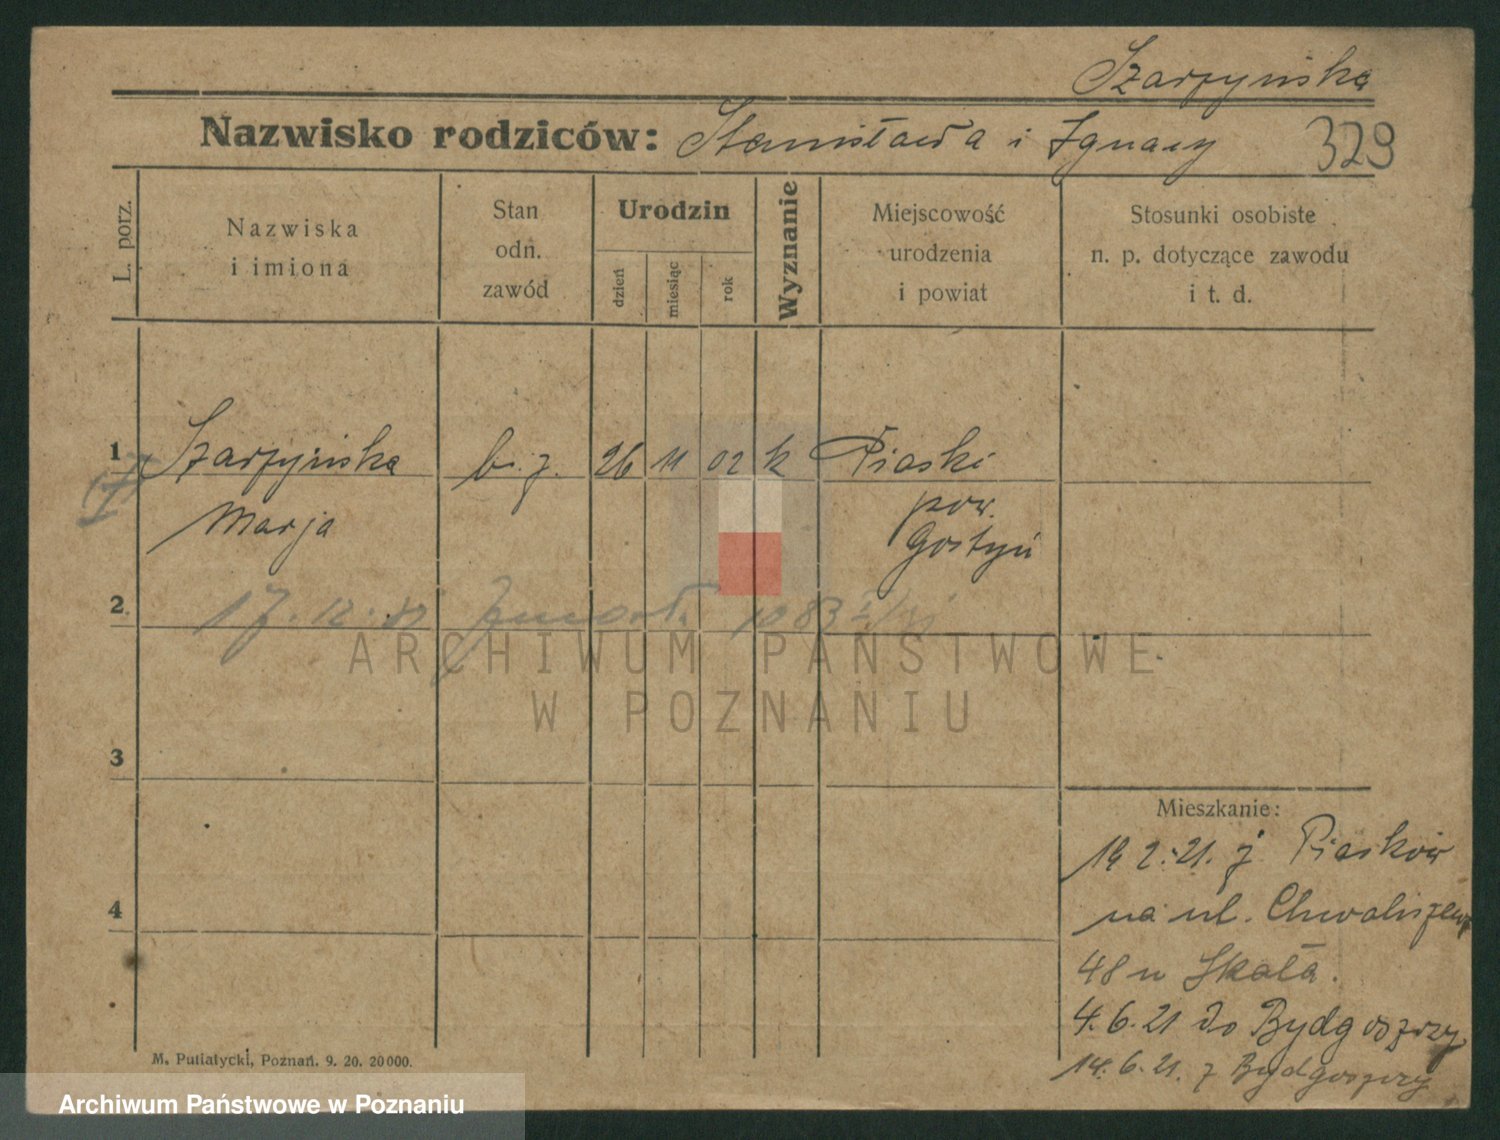 Szarzyńska
Nazwisko rodziców: Stanisława i Ignacy 329
L. porz.
Nazwiska
i imiona
Stan
odn.
zawód
Urodzin
dzień
miesiąc
rok
Wyznanie
Miejscowość
urodzenia
i powiat
Stosunki osobiste
n. p. dotyczące zawodu
i t. d.
1 Szarzyńska b. z. 26 11 02 k Piaski
Marja pow.
Gostyń
2. 17. 12.
ARCHIWUM PAŃSTWOWE
W POZNANIU
3
4
Mieszkanie:
2. 21. z Piasków
na ul. Chwaliszewo
48 u Skała.
4. 6. 21 do Bydgoszczy
14. 6. 21. z Bydgoszczy
M. Putiatycki, Poznań. 9. 20. 20000.
Archiwum Państwowe w Poznaniu